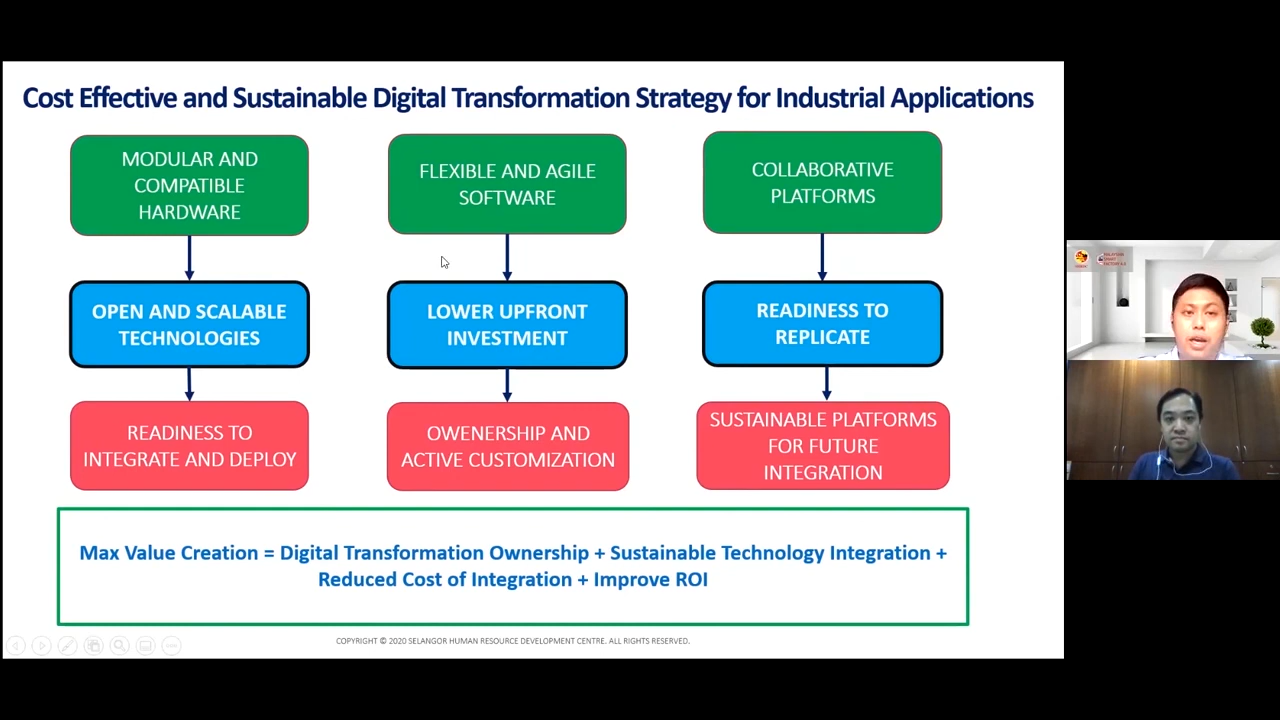 Cost Effective and Sustainable Digital Transformation Strategy for Industrial Applications
MODULAR AND
COMPATIBLE
HARDWARE
FLEXIBLE AND AGILE
SOFTWARE
COLLABORATIVE
PLATFORMS
OPEN AND SCALABLE
TECHNOLOGIES
LOWER UPFRONT
INVESTMENT
READINESS TO
REPLICATE
READINESS TO
INTEGRATE AND DEPLOY
OWENERSHIP AND
ACTIVE CUSTOMIZATION
SUSTAINABLE PLATFORMS
FOR FUTURE
INTEGRATION
Max Value Creation = Digital Transformation Ownership + Sustainable Technology Integration +
Reduced Cost of Integration + Improve ROI
COPYRIGHT © 2020 SELANGOR HUMAN RESOURCE DEVELOPMENT CENTRE. ALL RIGHTS RESERVED.